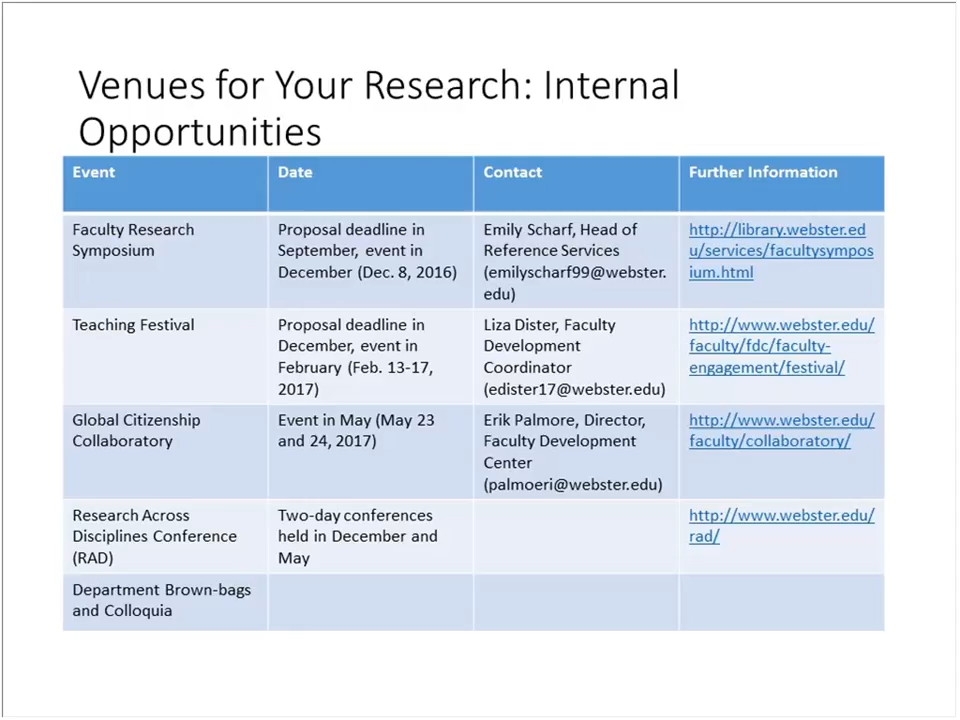 Venues for Your Research: Internal
Opportunities
Event
Date
Contact
Further Information
Faculty Research
Symposium
Proposal deadline in
September, event in
December (Dec. 8, 2016)
Emily Scharf, Head of
Reference Services
(emilyscharf99@webster.
edu)
http://library.webster.ed
u/services/facultysympos
ium.html
Teaching Festival
Proposal deadline in
December, event in
February (Feb. 13-17,
2017)
Liza Dister, Faculty
Development
Coordinator
(edister17@webster.edu)
http://www.webster.edu/
faculty/fdc/faculty-
engagement/festival/
Global Citizenship
Collaboratory
Event in May (May 23
and 24, 2017)
Erik Palmore, Director,
Faculty Development
Center
(palmoeri@webster.edu)
http://www.webster.edu/
faculty/collaboratory/
Research Across
Disciplines Conference
(RAD)
Two-day conferences
held in December and
May
http://www.webster.edu/
rad/
Department Brown-bags
and Colloquia